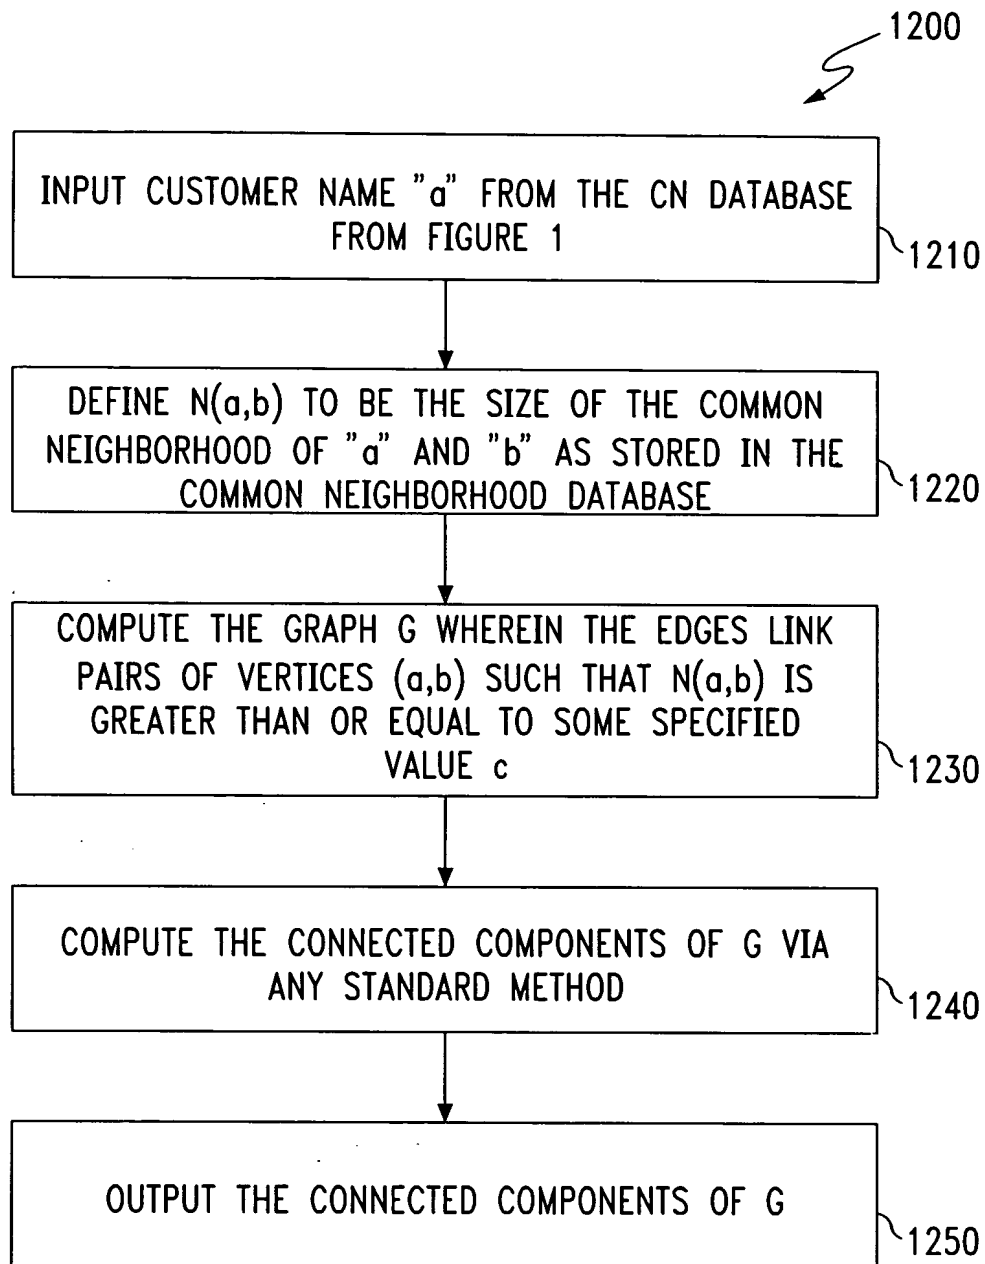 1200
INPUT CUSTOMER NAME "a" FROM THE CN DATABASE
FROM FIGURE 1
1210
DEFINE N(a,b) TO BE THE SIZE OF THE COMMON
NEIGHBORHOOD OF "a" AND "b" AS STORED IN THE
COMMON NEIGHBORHOOD DATABASE
1220
COMPUTE THE GRAPH G WHEREIN THE EDGES LINK
PAIRS OF VERTICES (a,b) SUCH THAT N(a,b) IS
GREATER THAN OR EQUAL TO SOME SPECIFIED
VALUE c
1230
COMPUTE THE CONNECTED COMPONENTS OF G VIA
ANY STANDARD METHOD
1240
OUTPUT THE CONNECTED COMPONENTS OF G
1250